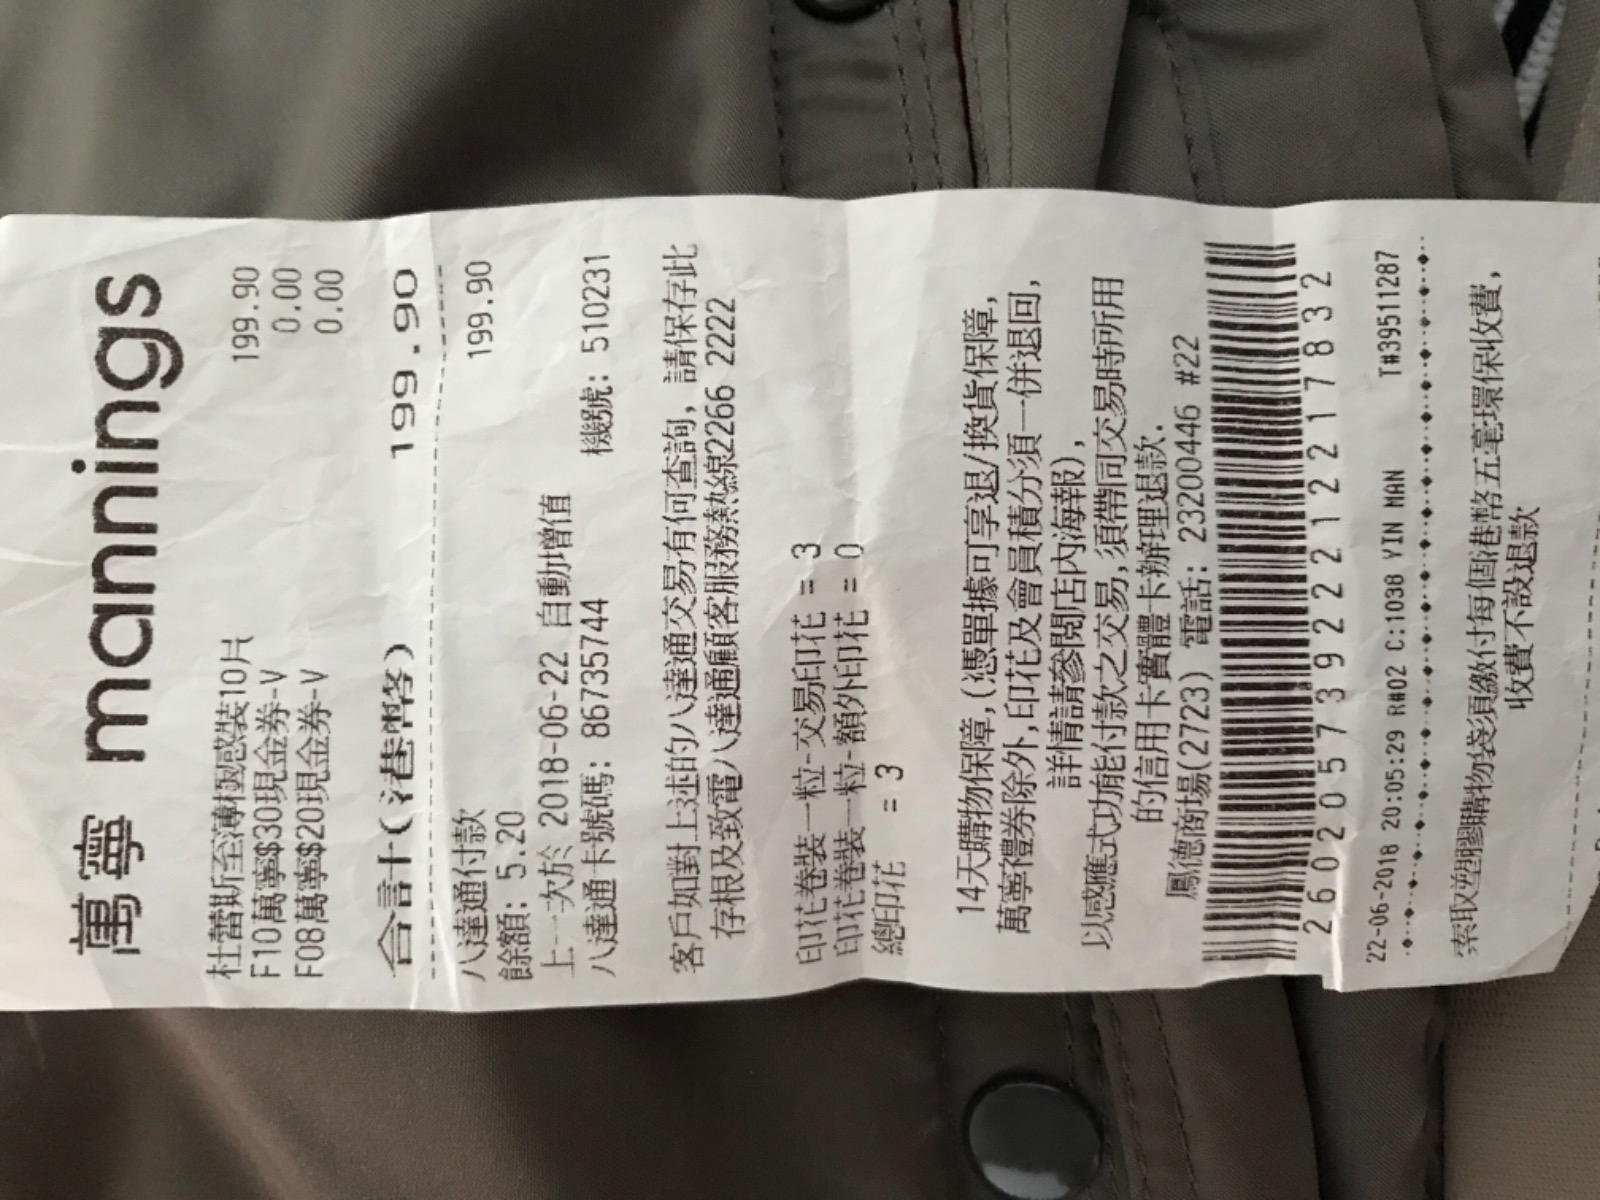 萬寧 mannings
杜蕾斯至薄極感裝10片 199.90
F10萬寧$30現金券-V 0.00
F08萬寧$20現金券-V 0.00
合計(港幣) 199.90
八達通付款 199.90
餘額: 5.20
上一次於 2018-06-22 自動增值
八達通卡號碼: 86735744 機號: 510231
客戶如對上述的八達通交易有何查詢, 請保存此
存根及致電八達通顧客服務熱線2266 2222
印花卷裝一粒-交易印花 = 3
印花卷裝一粒-額外印花 = 0
總印花 = 3
14天購物保障,(憑單據可享退/換貨保障,
萬寧禮券除外,印花及會員積分須一併退回,
詳情請參閱店內海報),
以感應式功能付款之交易,須帶同交易時所用
的信用卡實體卡辦理退款.
鳳德商場(2723) 電話: 23200446 #22
26020573922212217832
22-06-2018 20:05:29 R#02 C:1038 YIN MAN T#39511287
索取塑膠購物袋須繳付每個港幣五毫環保收費,
收費不設退款